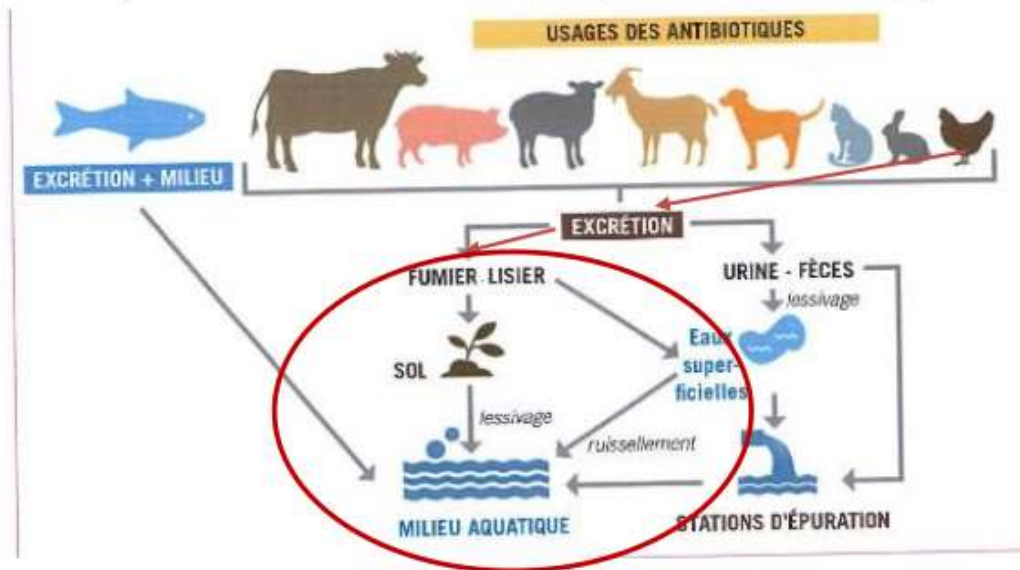 USAGES DES ANTIBIOTIQUES
EXCRÉTION + MILIEU
EXCRÉTION
FUMIER-LISIER
URINE - FÈCES
lessivage
SOL
Eaux
super-
ficielles
lessivage
ruissellement
MILIEU AQUATIQUE
STATIONS D'ÉPURATION